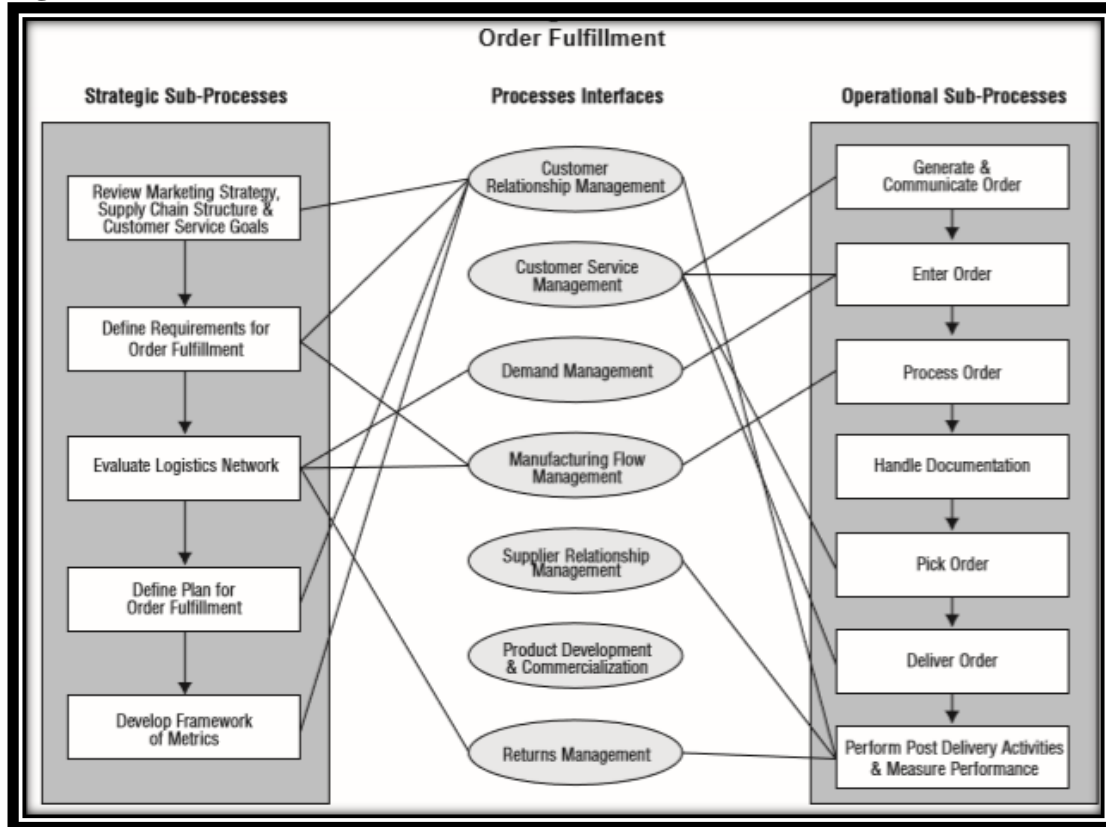 Order Fulfillment
Strategic Sub-Processes
Processes Interfaces
Operational Sub-Processes
Review Marketing Strategy,
Supply Chain Structure &
Customer Service Goals
Define Requirements for
Order Fulfillment
Evaluate Logistics Network
Define Plan for
Order Fulfillment
Develop Framework
of Metrics
Customer
Relationship Management
Customer Service
Management
Demand Management
Manufacturing Flow
Management
Supplier Relationship
Management
Product Development
& Commercialization
Returns Management
Generate &
Communicate Order
Enter Order
Process Order
Handle Documentation
Pick Order
Deliver Order
Perform Post Delivery Activities
& Measure Performance